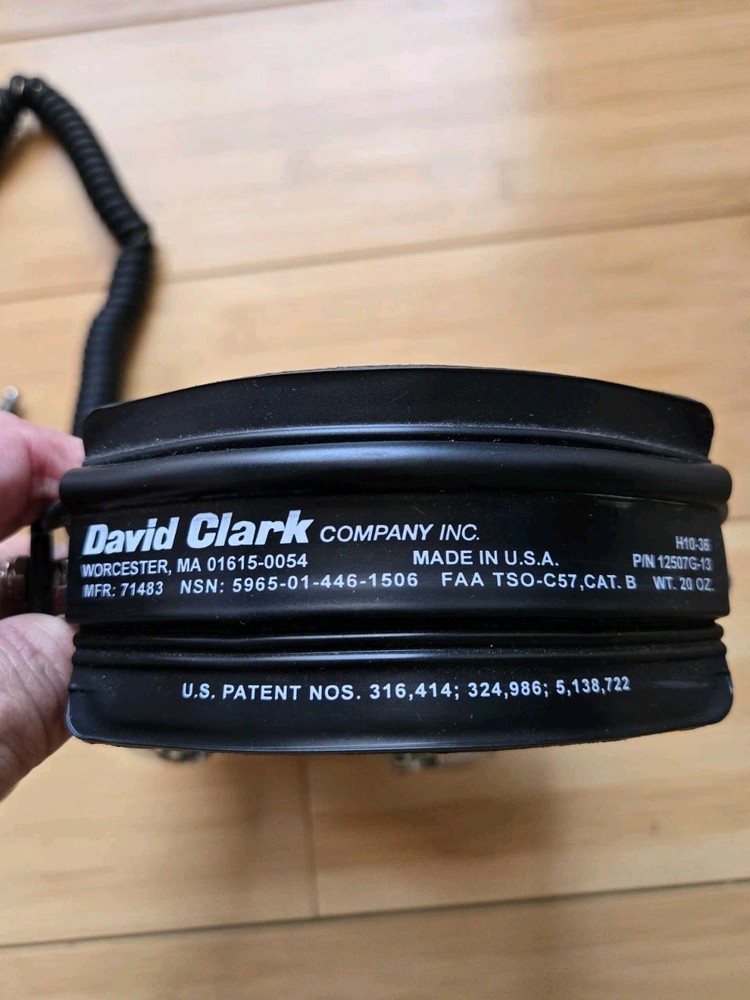 David Clark COMPANY INC.
H10-36
WORCESTER, MA 01615-0054 MADE IN U.S.A. P/N 12507G-13
MFR: 71483 NSN: 5965-01-446-1506 FAA TSO-C57,CAT. B WT. 20 OZ.
U.S. PATENT NOS. 316,414; 324,986; 5,138,722